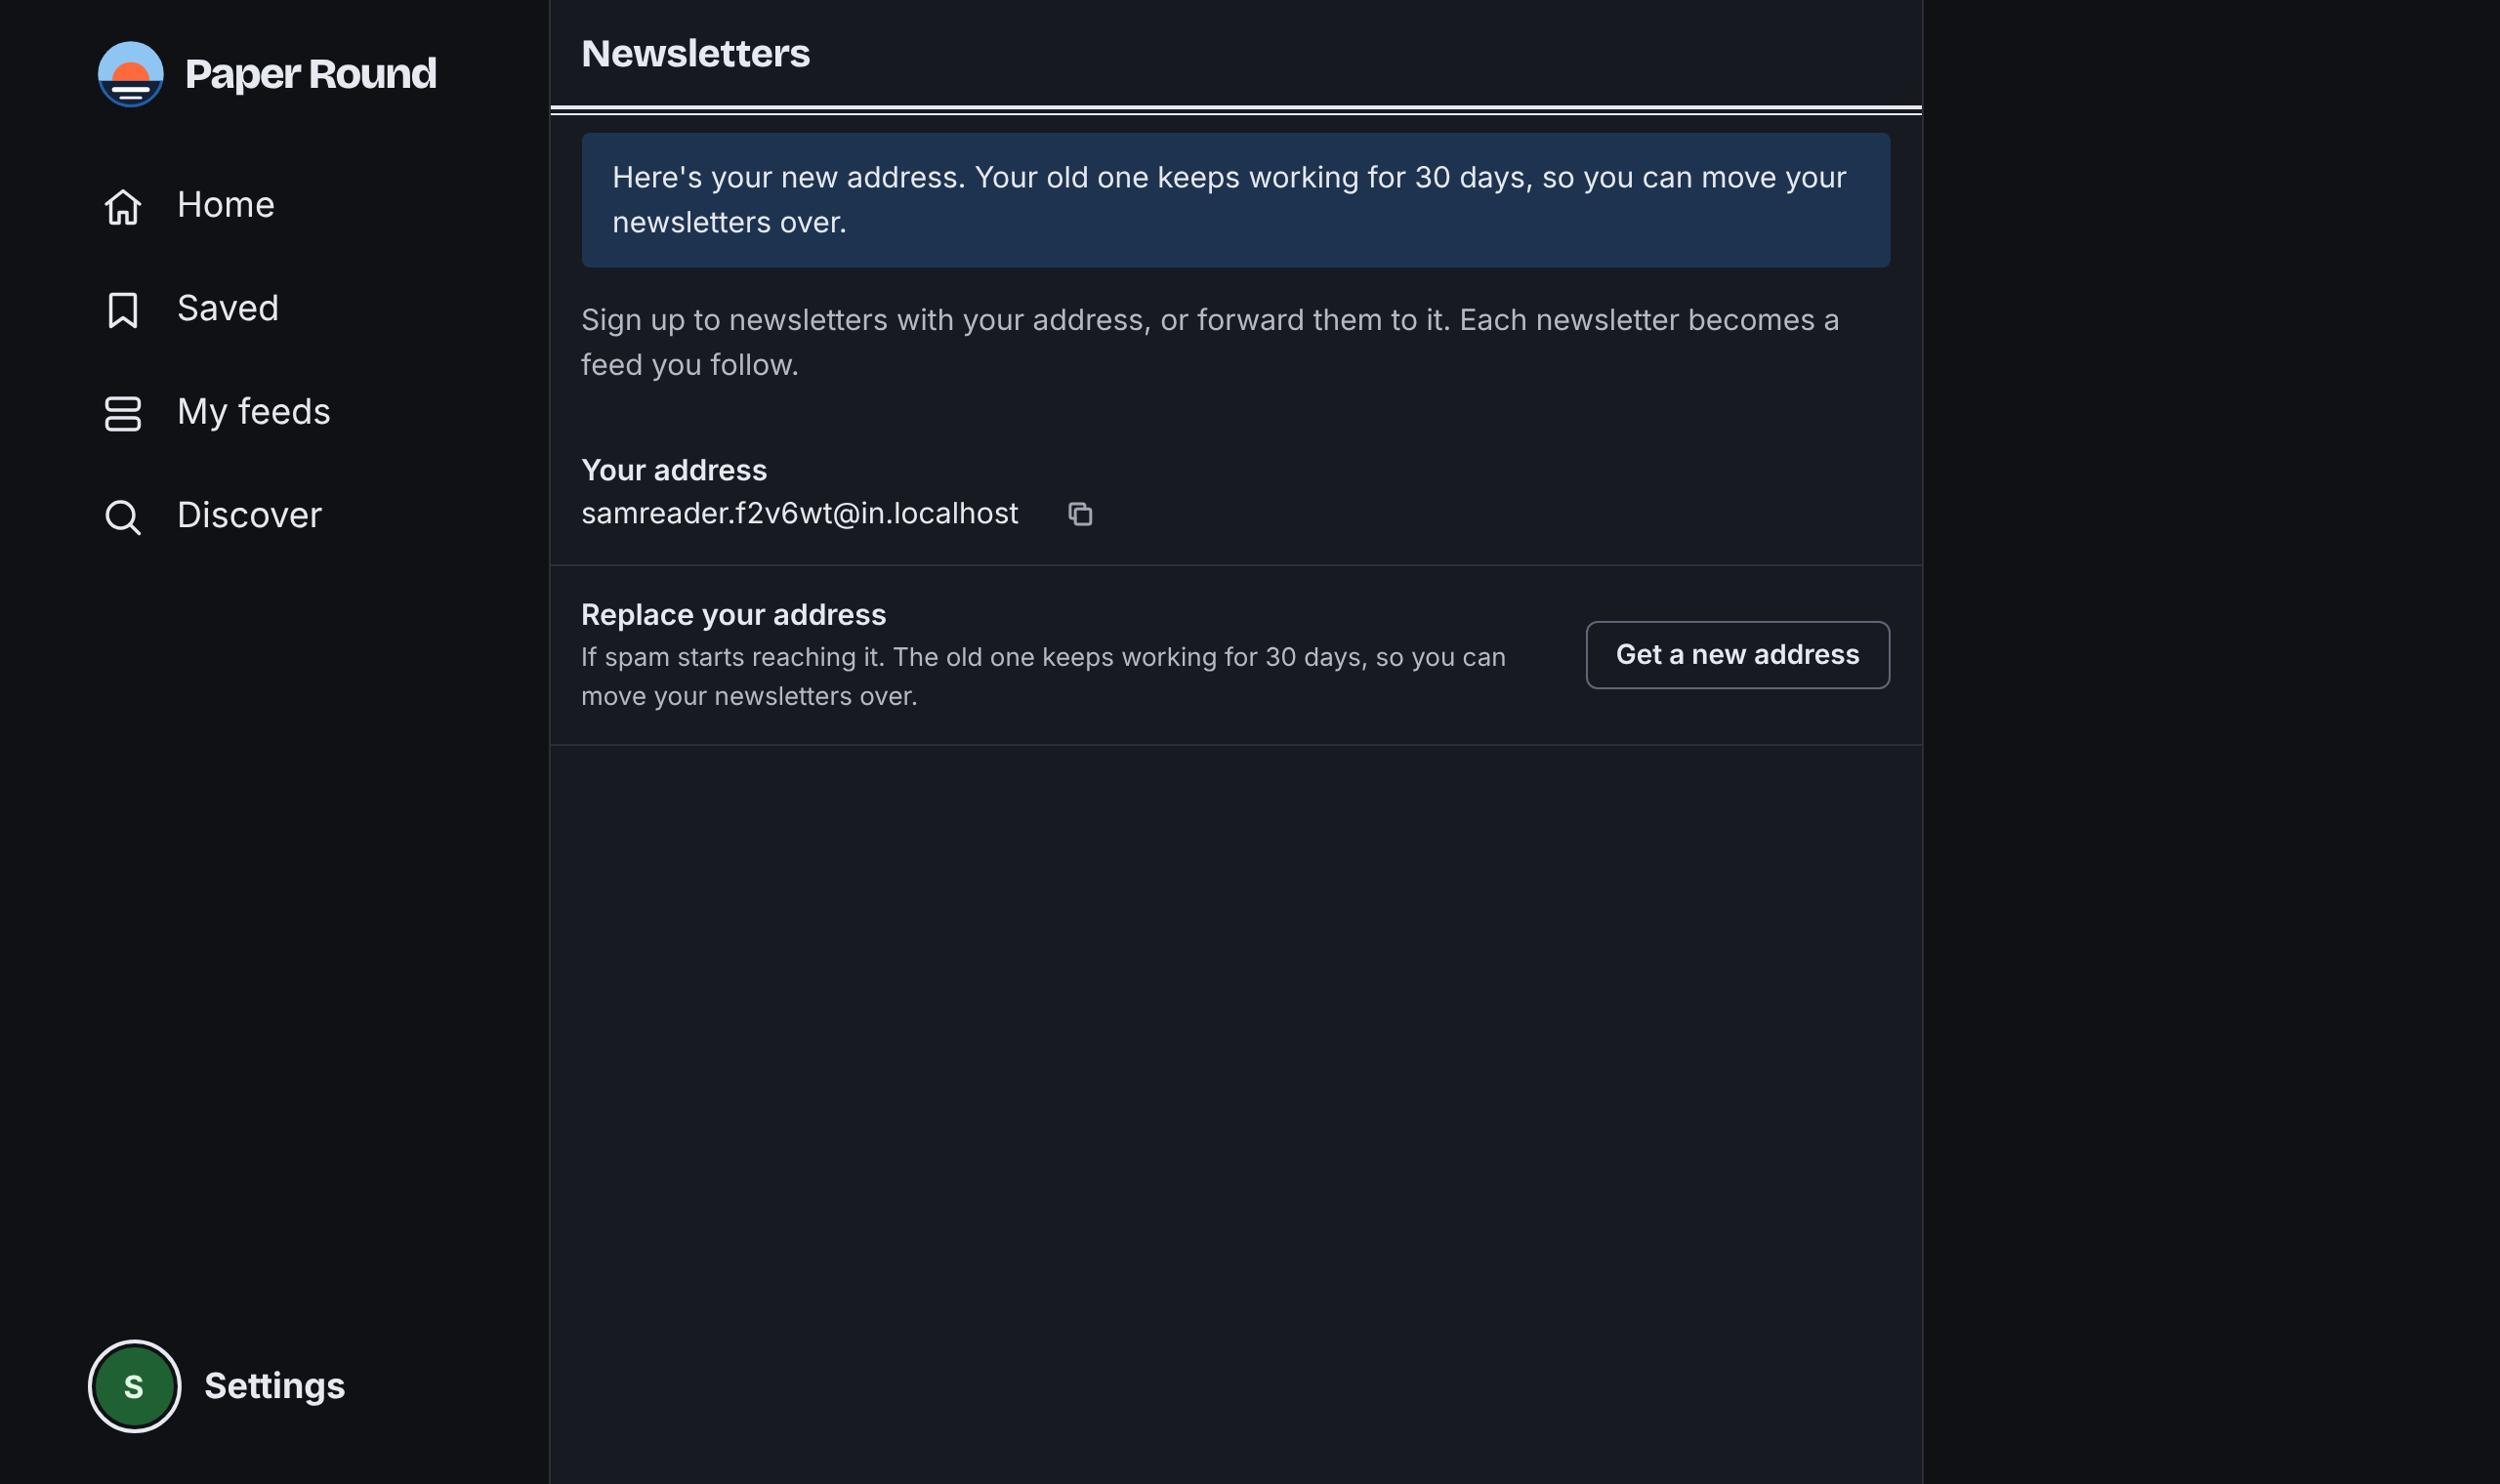 Paper Round
Home
Saved
My feeds
Discover
S
Settings
Newsletters
Here's your new address. Your old one keeps working for 30 days, so you can move your
newsletters over.
Sign up to newsletters with your address, or forward them to it. Each newsletter becomes a
feed you follow.
Your address
samreader.f2v6wt@in.localhost
Replace your address
If spam starts reaching it. The old one keeps working for 30 days, so you can
move your newsletters over.
Get a new address